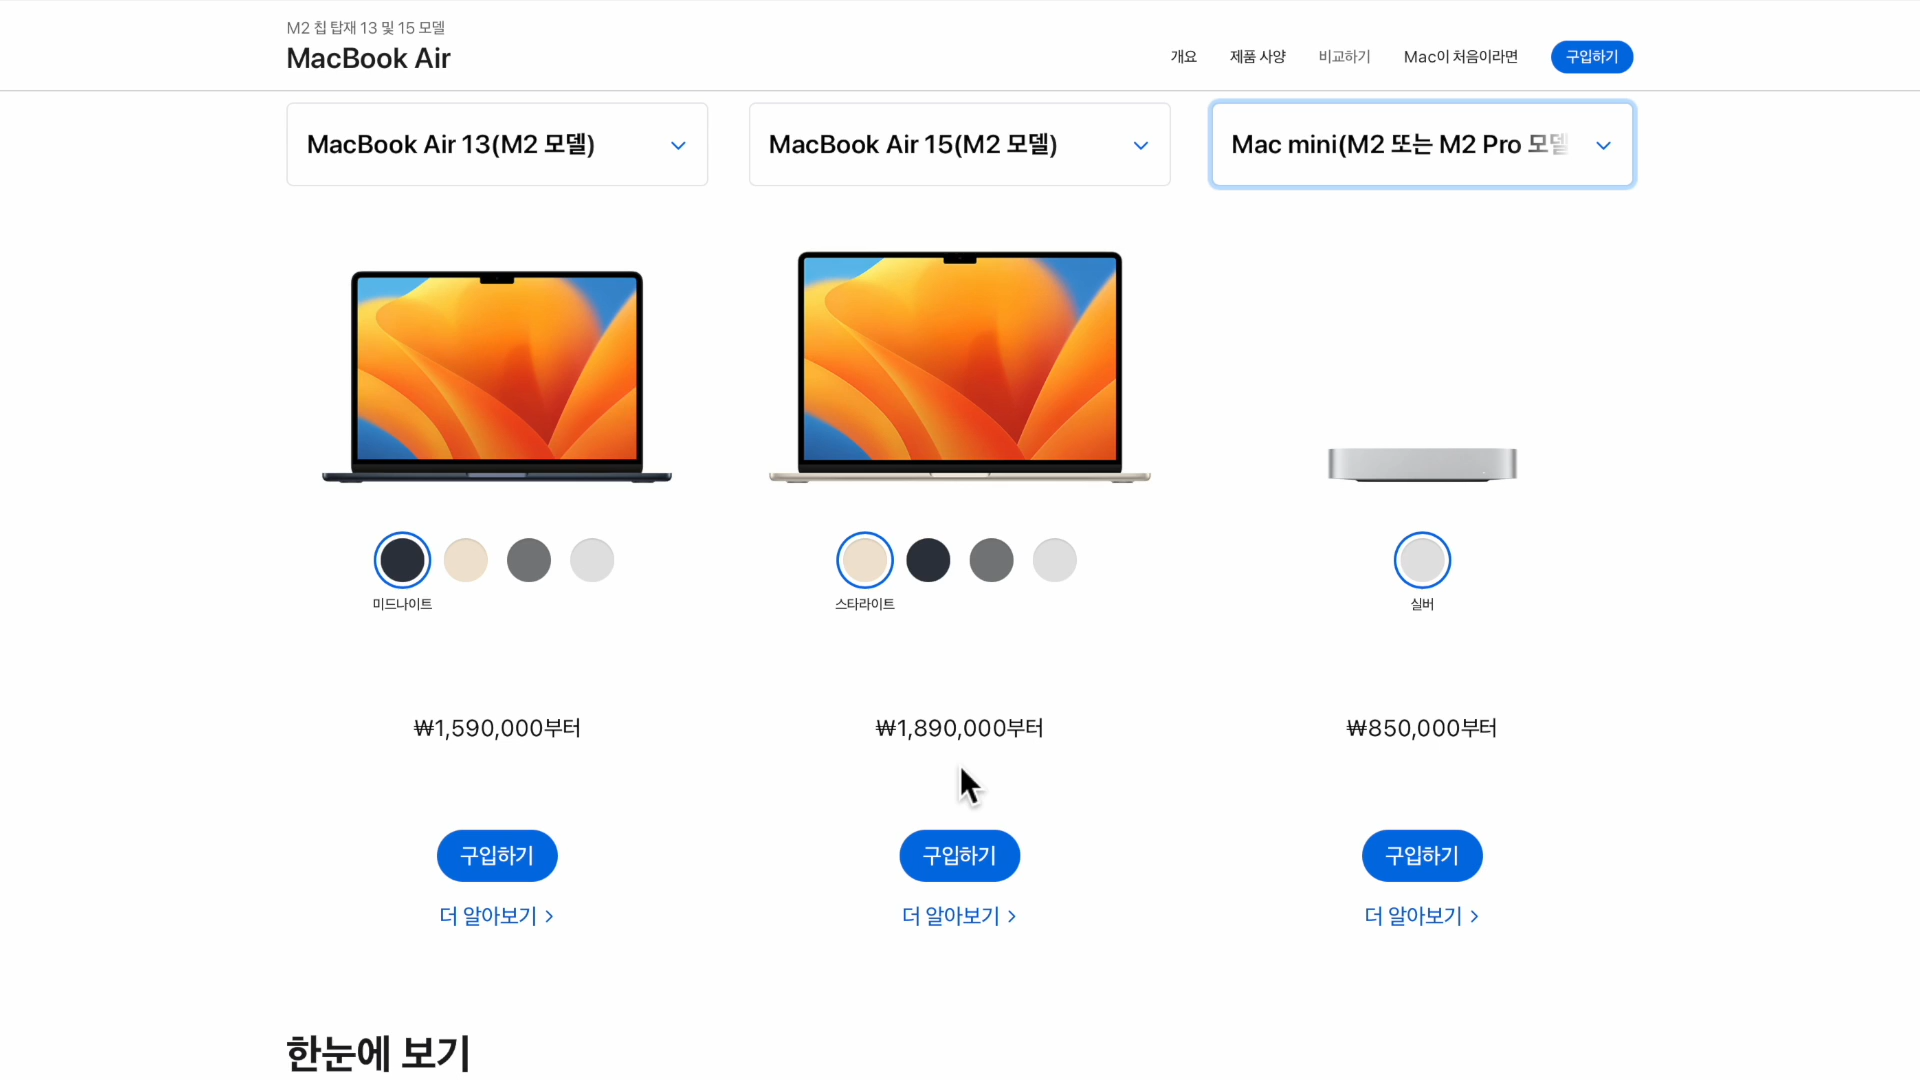 M2 칩 탑재 13 및 15 모델
MacBook Air
개요 제품 사양 비교하기 Mac이 처음이라면 구입하기
MacBook Air 13(M2 모델) MacBook Air 15(M2 모델) Mac mini(M2 또는 M2 Pro 모델
미드나이트 스타라이트 실버
₩1,590,000부터 ₩1,890,000부터 ₩850,000부터
구입하기 구입하기 구입하기
더 알아보기 > 더 알아보기 > 더 알아보기 >
한눈에 보기